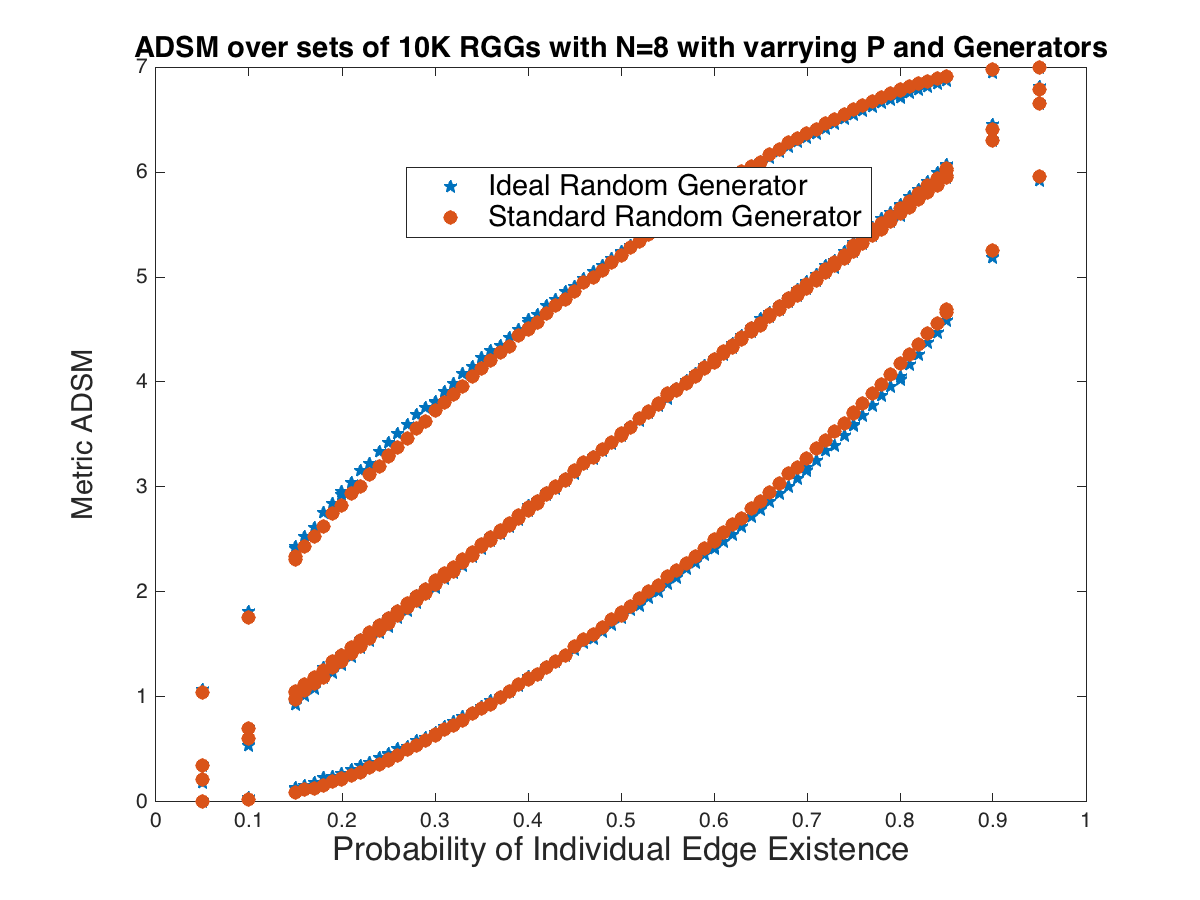 ADSM over sets of 10K RGGs with N=8 with varrying P and Generators
7
6
5
4
3
2
1
0
Metric ADSM
Ideal Random Generator
Standard Random Generator
0 0.1 0.2 0.3 0.4 0.5 0.6 0.7 0.8 0.9 1
Probability of Individual Edge Existence